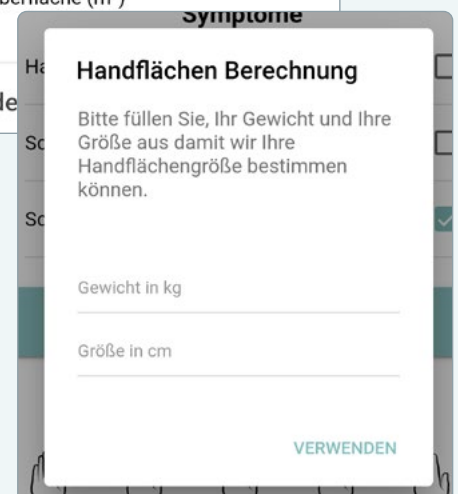 (m²)
Symptome
Handflächen Berechnung
Bitte füllen Sie, Ihr Gewicht und Ihre
Größe aus damit wir Ihre
Handflächengröße bestimmen
können.
Gewicht in kg
Größe in cm
VERWENDEN